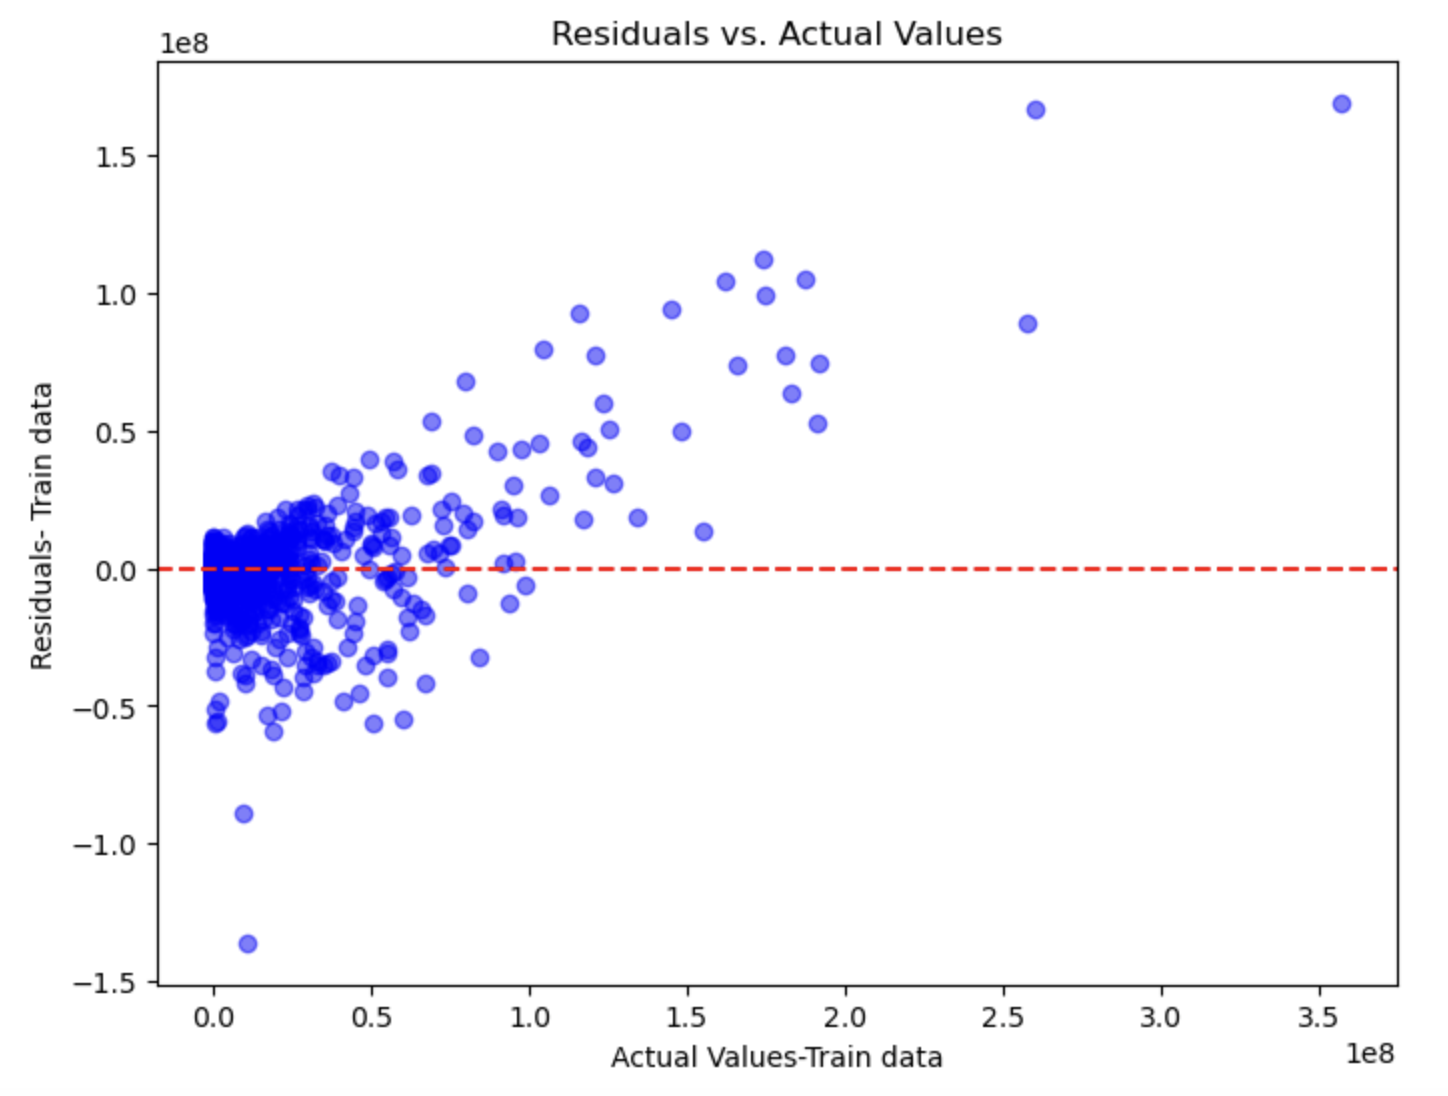 Residuals vs. Actual Values
1e8
1.5
1.0
0.5
0.0
−0.5
−1.0
−1.5
Residuals- Train data
0.0 0.5 1.0 1.5 2.0 2.5 3.0 3.5
1e8
Actual Values-Train data